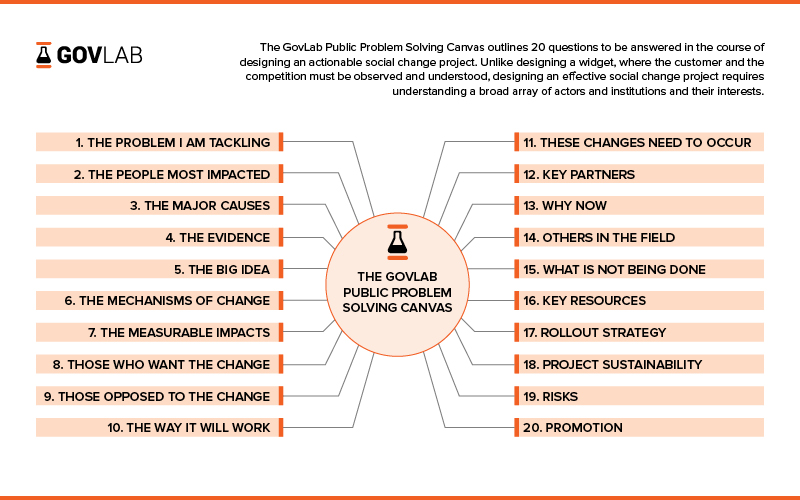 GOVLAB
The GovLab Public Problem Solving Canvas outlines 20 questions to be answered in the course of
designing an actionable social change project. Unlike designing a widget, where the customer and the
competition must be observed and understood, designing an effective social change project requires
understanding a broad array of actors and institutions and their interests.
1. THE PROBLEM I AM TACKLING
2. THE PEOPLE MOST IMPACTED
3. THE MAJOR CAUSES
4. THE EVIDENCE
5. THE BIG IDEA
6. THE MECHANISMS OF CHANGE
7. THE MEASURABLE IMPACTS
8. THOSE WHO WANT THE CHANGE
9. THOSE OPPOSED TO THE CHANGE
10. THE WAY IT WILL WORK
THE GOVLAB
PUBLIC PROBLEM
SOLVING CANVAS
11. THESE CHANGES NEED TO OCCUR
12. KEY PARTNERS
13. WHY NOW
14. OTHERS IN THE FIELD
15. WHAT IS NOT BEING DONE
16. KEY RESOURCES
17. ROLLOUT STRATEGY
18. PROJECT SUSTAINABILITY
19. RISKS
20. PROMOTION